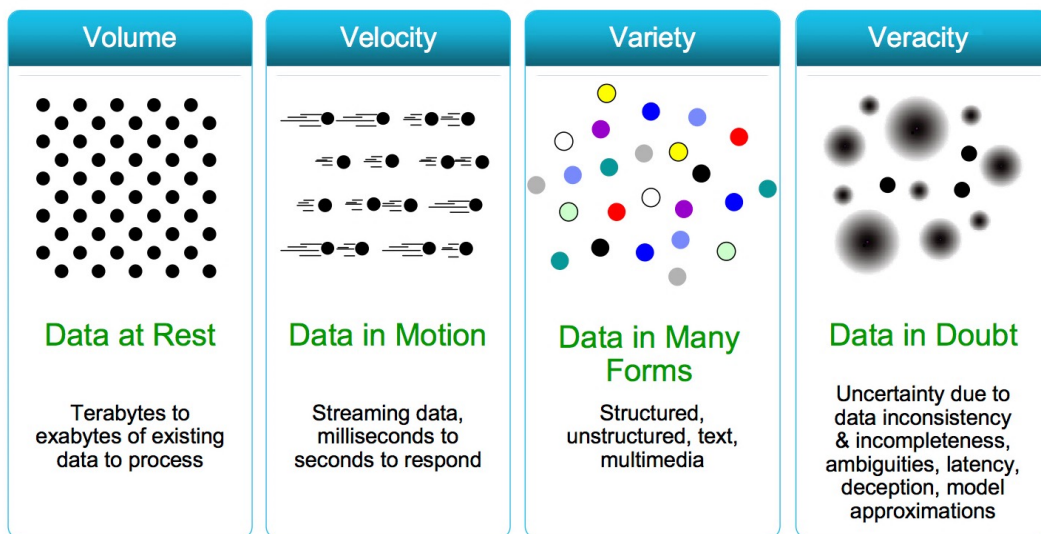 Volume
Data at Rest
Terabytes to
exabytes of existing
data to process
Velocity
Data in Motion
Streaming data,
milliseconds to
seconds to respond
Variety
Data in Many
Forms
Structured,
unstructured, text,
multimedia
Veracity
Data in Doubt
Uncertainty due to
data inconsistency
& incompleteness,
ambiguities, latency,
deception, model
approximations